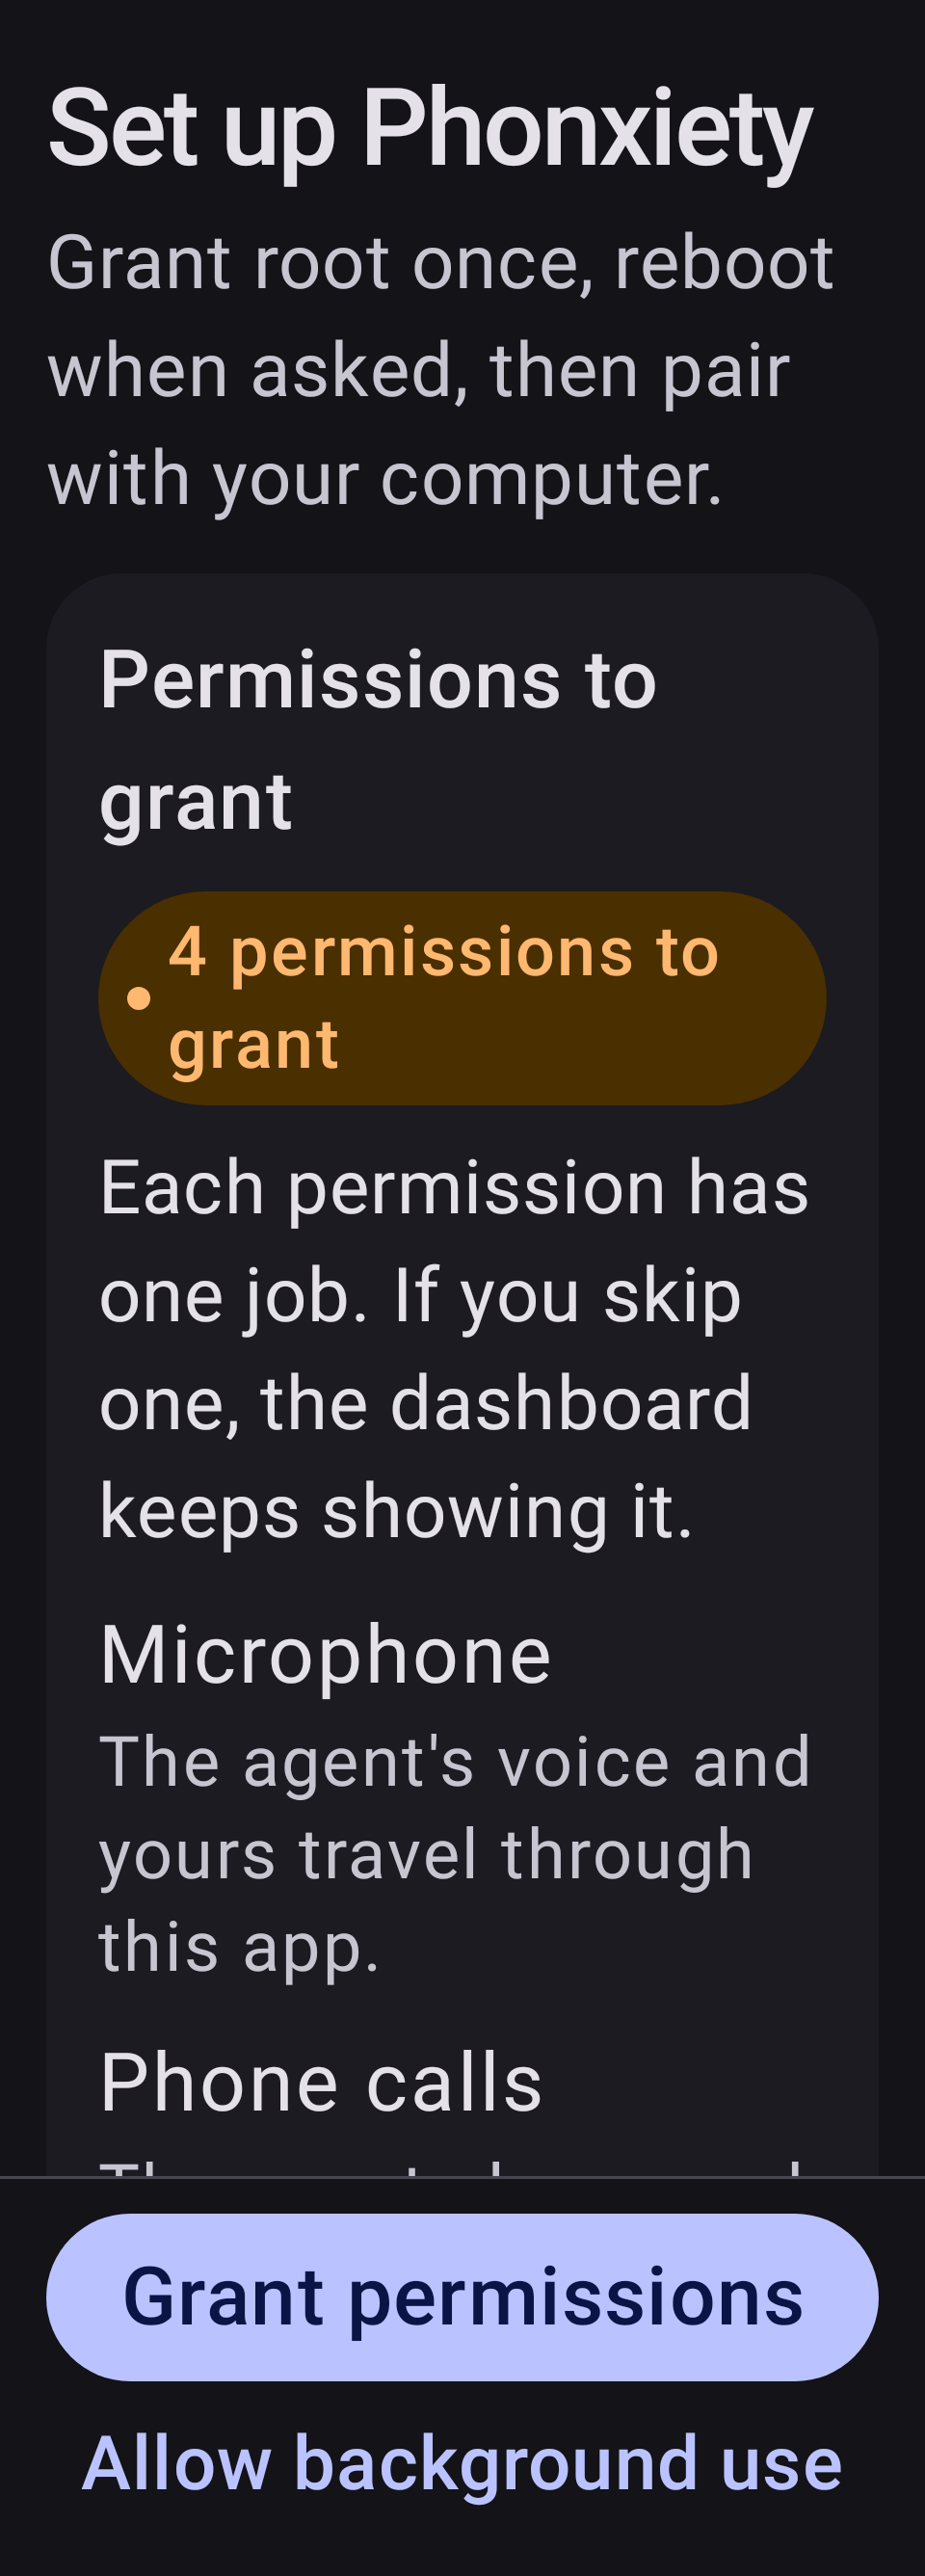 Set up Phonxiety
Grant root once, reboot
when asked, then pair
with your computer.
Permissions to
grant
4 permissions to
grant
Each permission has
one job. If you skip
one, the dashboard
keeps showing it.
Microphone
The agent's voice and
yours travel through
this app.
Phone calls
Grant permissions
Allow background use